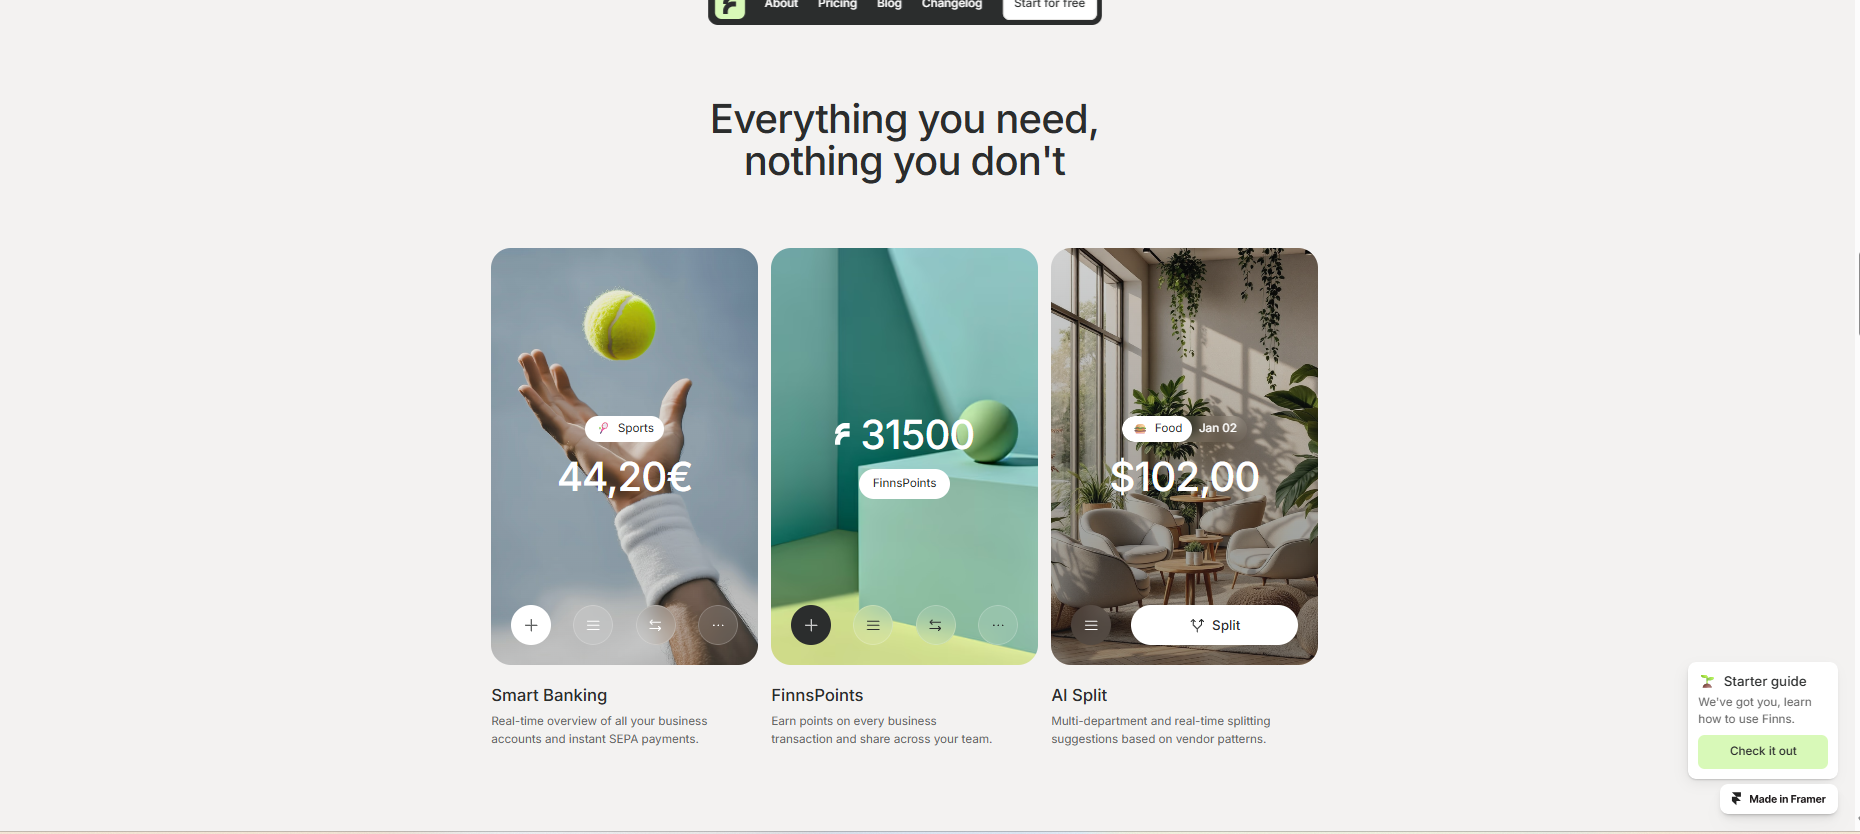 About Pricing Blog Changelog Start for free
Everything you need,
nothing you don't
Sports
44,20€
31500
FinnsPoints
Food Jan 02
$102,00
Split
Smart Banking
Real-time overview of all your business
accounts and instant SEPA payments.
FinnsPoints
Earn points on every business
transaction and share across your team.
AI Split
Multi-department and real-time splitting
suggestions based on vendor patterns.
Starter guide
We've got you, learn
how to use Finns.
Check it out
Made in Framer